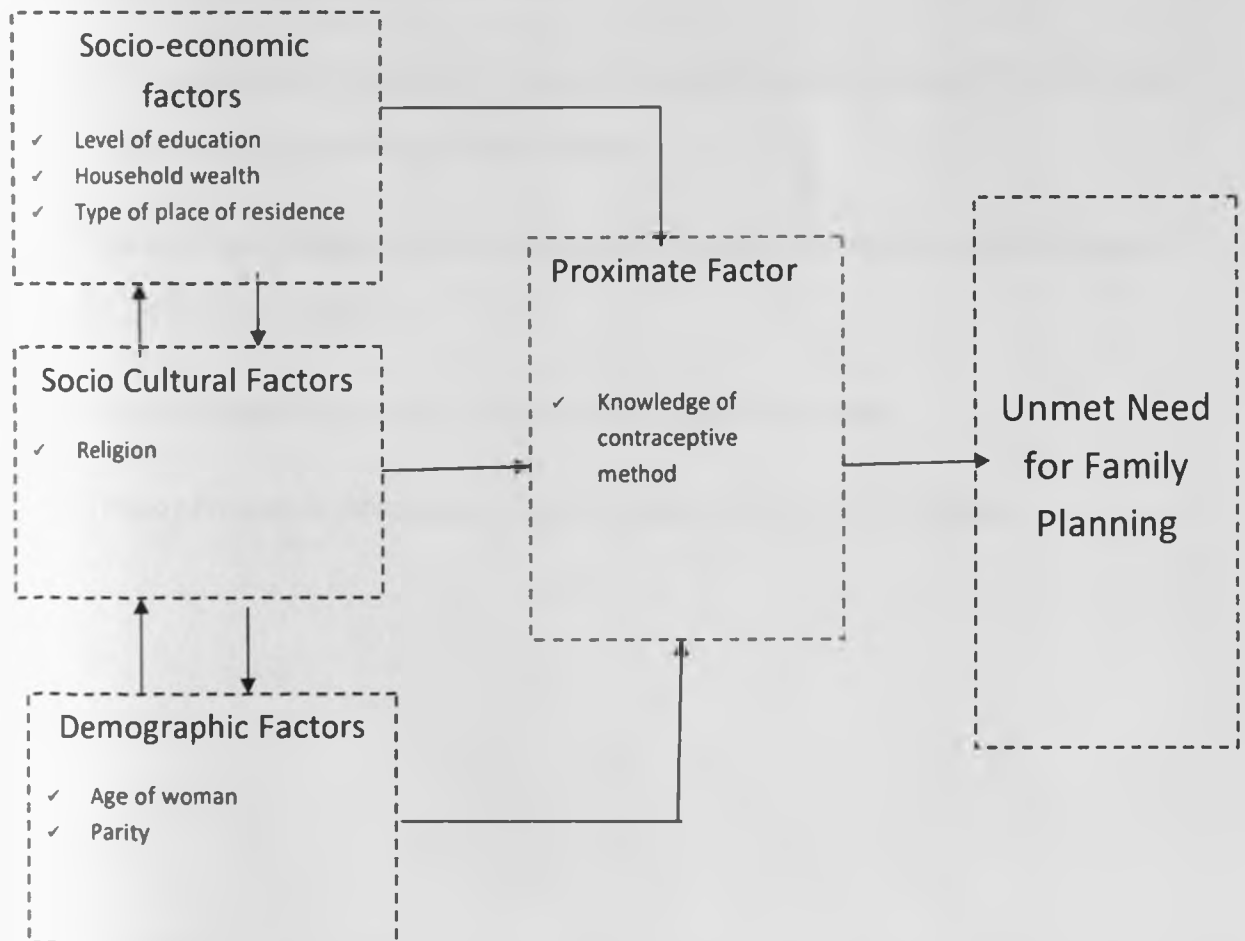 Socio-economic
factors
✓ Level of education
✓ Household wealth
✓ Type of place of residence
Socio Cultural Factors
✓ Religion
Demographic Factors
✓ Age of woman
✓ Parity
Proximate Factor
✓ Knowledge of
contraceptive
method
Unmet Need
for Family
Planning